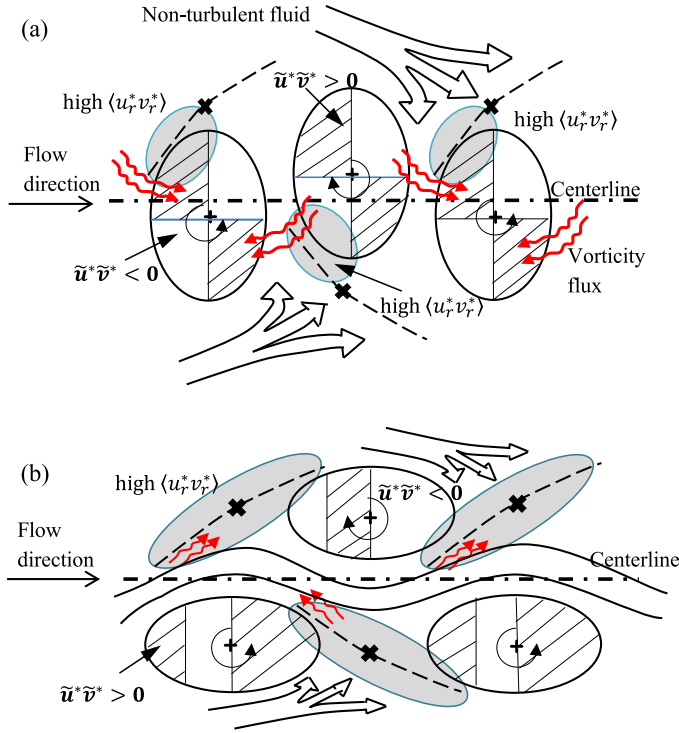 Non-turbulent fluid
(a)
ũ*ṽ* > 0
high ⟨u_r^* v_r^*⟩
high ⟨u_r^* v_r^*⟩
Flow
direction
Centerline
ũ*ṽ* < 0
Vorticity
flux
high ⟨u_r^* v_r^*⟩
(b)
high ⟨u_r^* v_r^*⟩
ũ*ṽ* < 0
Flow
direction
Centerline
ũ*ṽ* > 0